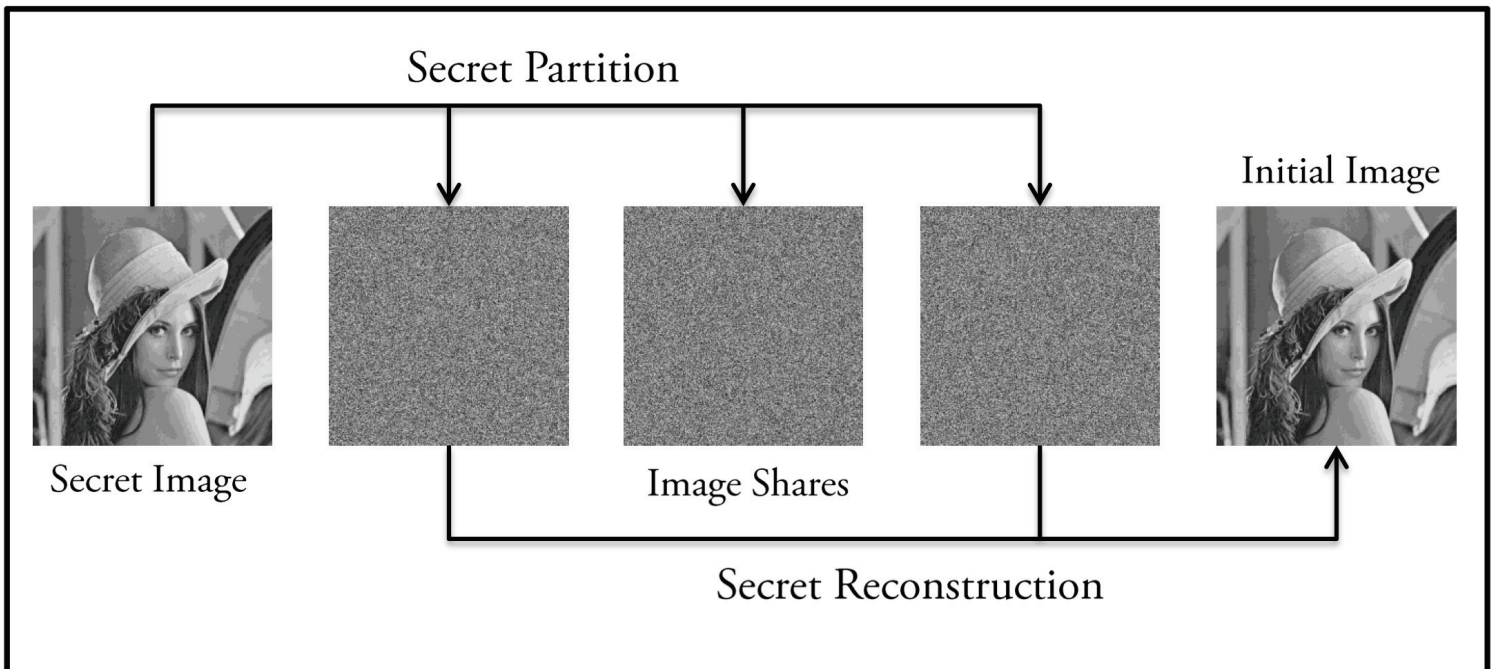 Secret Partition
Initial Image
Secret Image
Image Shares
Secret Reconstruction